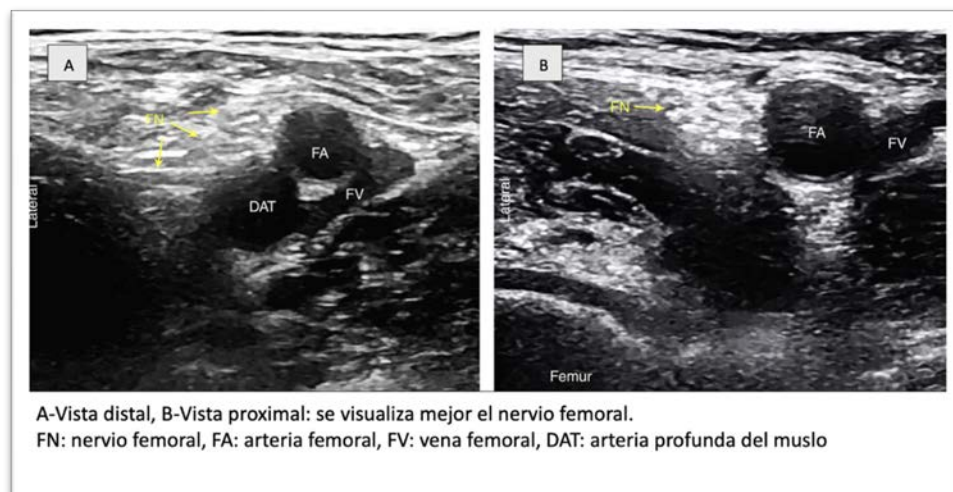 A
FN
FA
FV
DAT
Lateral
B
FN
FA
FV
Lateral
Femur
A-Vista distal, B-Vista proximal: se visualiza mejor el nervio femoral.
FN: nervio femoral, FA: arteria femoral, FV: vena femoral, DAT: arteria profunda del muslo